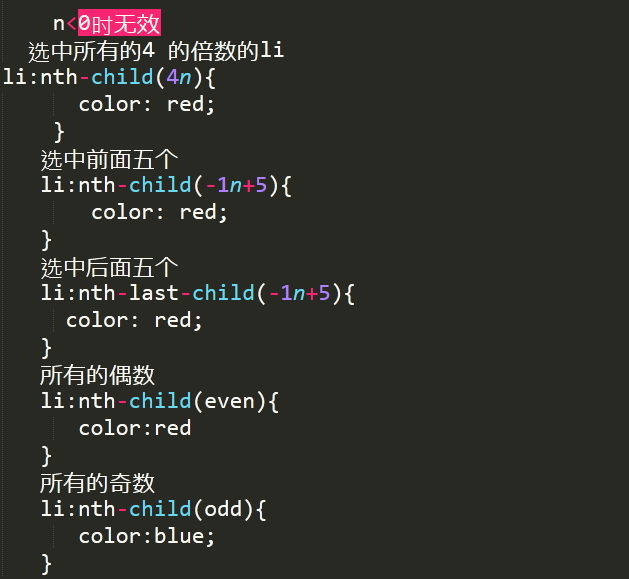 n<0时无效
选中所有的4 的倍数的li
li:nth-child(4n){
color: red;
}
选中前面五个
li:nth-child(-1n+5){
color: red;
}
选中后面五个
li:nth-last-child(-1n+5){
color: red;
}
所有的偶数
li:nth-child(even){
color:red
}
所有的奇数
li:nth-child(odd){
color:blue;
}